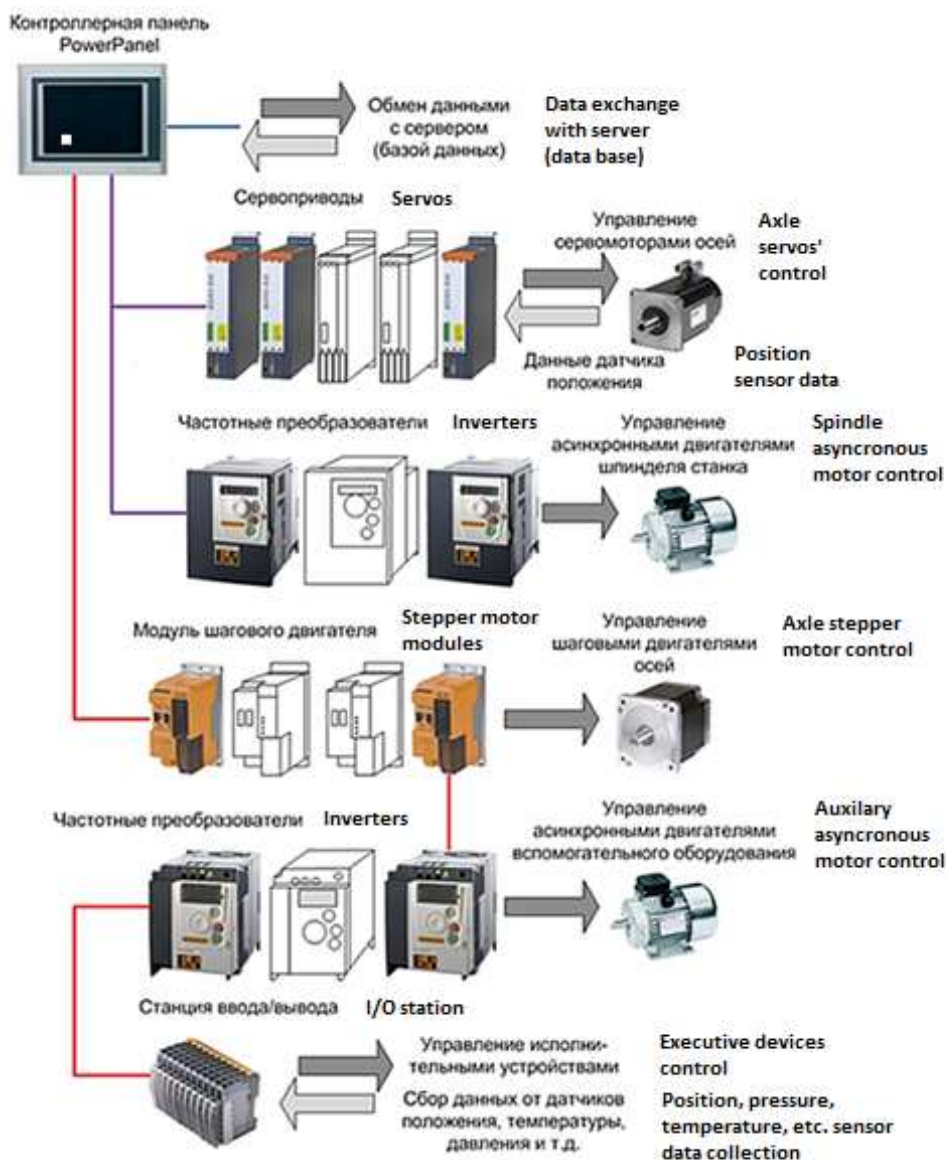 Контроллерная панель
PowerPanel
Обмен данными
с сервером
(базой данных)
Data exchange
with server
(data base)
Сервоприводы
Servos
Управление
сервомоторами осей
Axle
servos'
control
Данные датчика
положения
Position
sensor data
Частотные преобразователи
Inverters
Управление
асинхронными двигателями
шпинделя станка
Spindle
asyncronous
motor control
Модуль шагового двигателя
Stepper motor
modules
Управление
шаговыми двигателями
осей
Axle stepper
motor control
Частотные преобразователи
Inverters
Управление
асинхронными двигателями
вспомогательного оборудования
Auxilary
asyncronous
motor control
Станция ввода/вывода
I/O station
Управление исполни-
тельными устройствами
Executive devices
control
Сбор данных от датчиков
положения, температуры,
давления и т.д.
Position, pressure,
temperature, etc. sensor
data collection